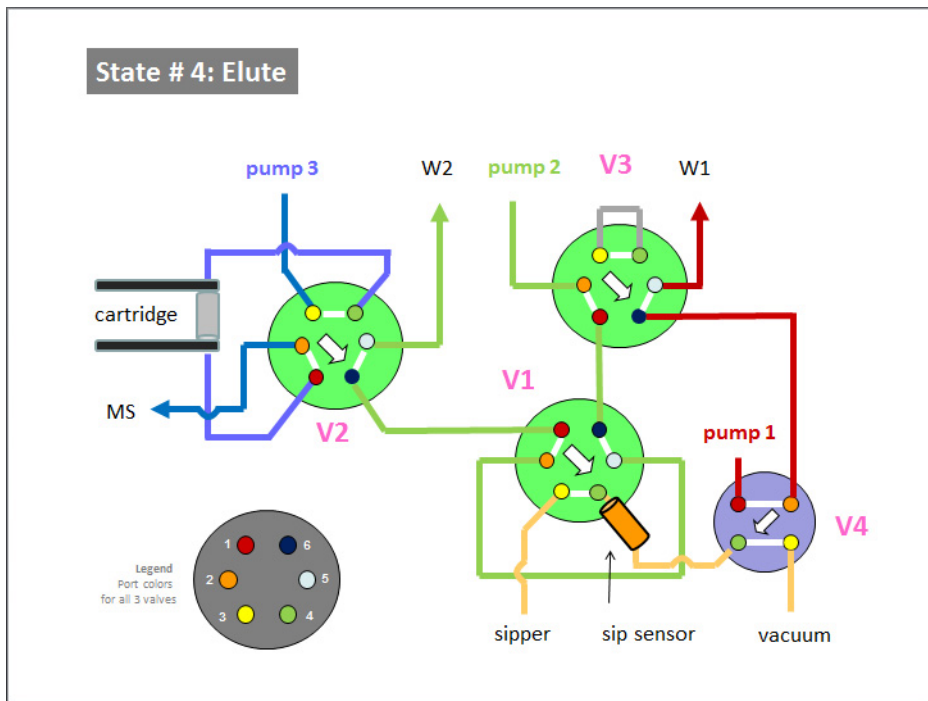 State # 4: Elute
pump 3
W2
pump 2
V3
W1
cartridge
MS
V2
V1
pump 1
V4
Legend
Port colors
for all 3 valves
1
6
2
5
3
4
sipper
sip sensor
vacuum